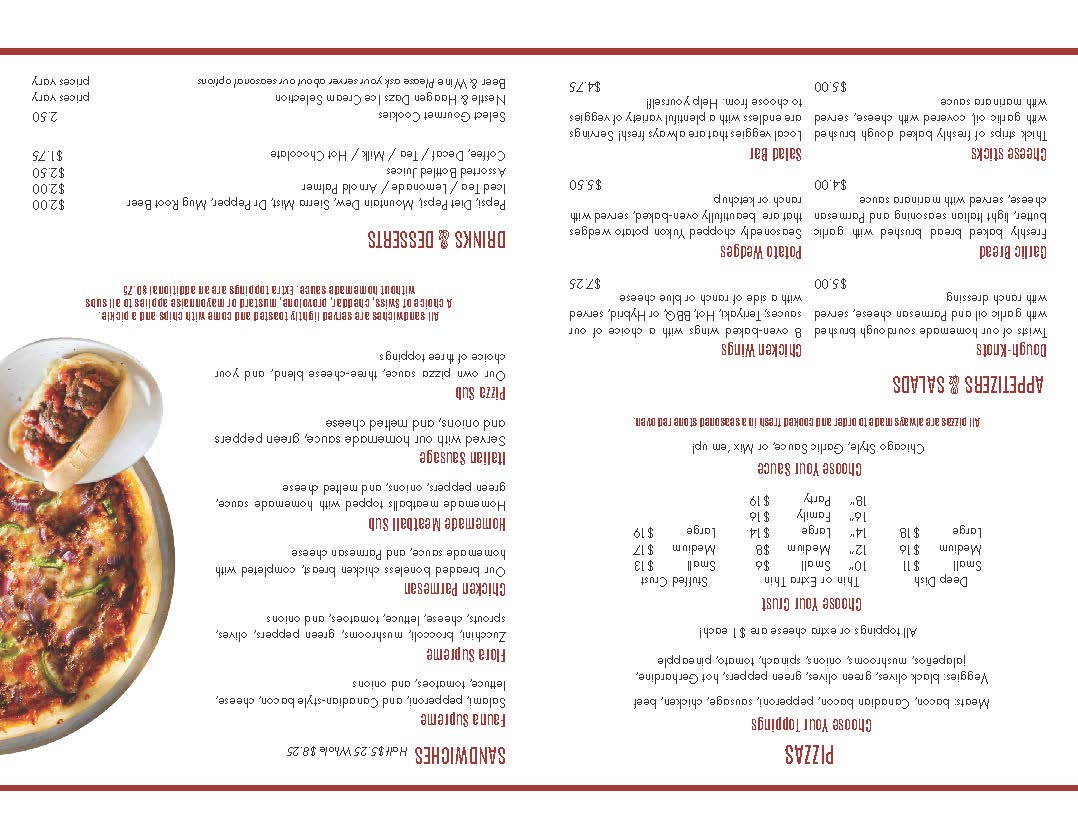 PIZZAS
Choose Your Toppings
Meats: bacon, Canadian bacon, pepperoni, sausage, chicken, beef
Veggies: black olives, green olives, green peppers, hot Gerhardine,
jalapeños, mushrooms, onions, spinach, tomato, pineapple
All toppings or extra cheese are $1 each!
Choose Your Crust
Deep Dish
Small $11
Medium $16
Large $18
Thin or Extra Thin
10” Small $6
12” Medium $8
14” Large $14
16” Family $16
18” Party $19
Stuffed Crust
Small $13
Medium $17
Large $19
Choose Your Sauce
Chicago Style, Garlic Sauce, or Mix ‘em up!
All pizzas are always made to order and cooked fresh in a seasoned stone red oven.
APPETIZERS & SALADS
Dough-Knots
Twists of our homemade sourdough brushed
with garlic oil and Parmesan cheese, served
with ranch dressing
$5.00
Garlic Bread
Freshly baked bread brushed with garlic
butter, light Italian seasoning and Parmesan
cheese, served with marinara sauce
$4.00
Cheese sticks
Thick strips of freshly baked dough brushed
with garlic oil, covered with cheese, served
with marinara sauce
$5.00
Chicken Wings
8 oven-baked wings with a choice of our
sauces; Teriyaki, Hot, BBQ, or Hybrid, served
with a side of ranch or blue cheese
$7.25
Potato Wedges
Seasonedly chopped Yukon potato wedges
that are beautifully oven-baked, served with
ranch or ketchup
$5.50
Salad Bar
Local veggies that are always fresh! Servings
are endless with a plentiful variety of veggies
to choose from. Help yourself!
$4.75
SANDWICHES Half $5.25 Whole $8.25
Fauna Supreme
Salami, pepperoni, and Canadian-style bacon, cheese,
lettuce, tomatoes, and onions
Flora Supreme
Zucchini, broccoli, mushrooms, green peppers, olives,
sprouts, cheese, lettuce, tomatoes, and onions
Chicken Parmesan
Our breaded boneless chicken breast, completed with
homemade sauce, and Parmesan cheese
Homemade Meatball Sub
Homemade meatballs topped with homemade sauce,
green peppers, onions, and melted cheese
Italian Sausage
Served with our homemade sauce, green peppers
and onions, and melted cheese
Pizza Sub
Our own pizza sauce, three-cheese blend, and your
choice of three toppings
All sandwiches are served lightly toasted and come with chips and a pickle.
A choice of Swiss, cheddar, provolone, mustard or mayonnaise applies to all subs
without homemade sauce. Extra toppings are an additional $0.75
DRINKS & DESSERTS
Pepsi, Diet Pepsi, Mountain Dew, Sierra Mist, Dr Pepper, Mug Root Beer $2.00
Iced Tea / Lemonade / Arnold Palmer $2.00
Assorted Bottled Juices $2.50
Coffee, Decaf / Tea / Milk / Hot Chocolate $1.75
Select Gourmet Cookies 2.50
Nestle & Haagen Dazs Ice Cream Selection prices vary
Beer & Wine Please ask your server about our seasonal options prices vary